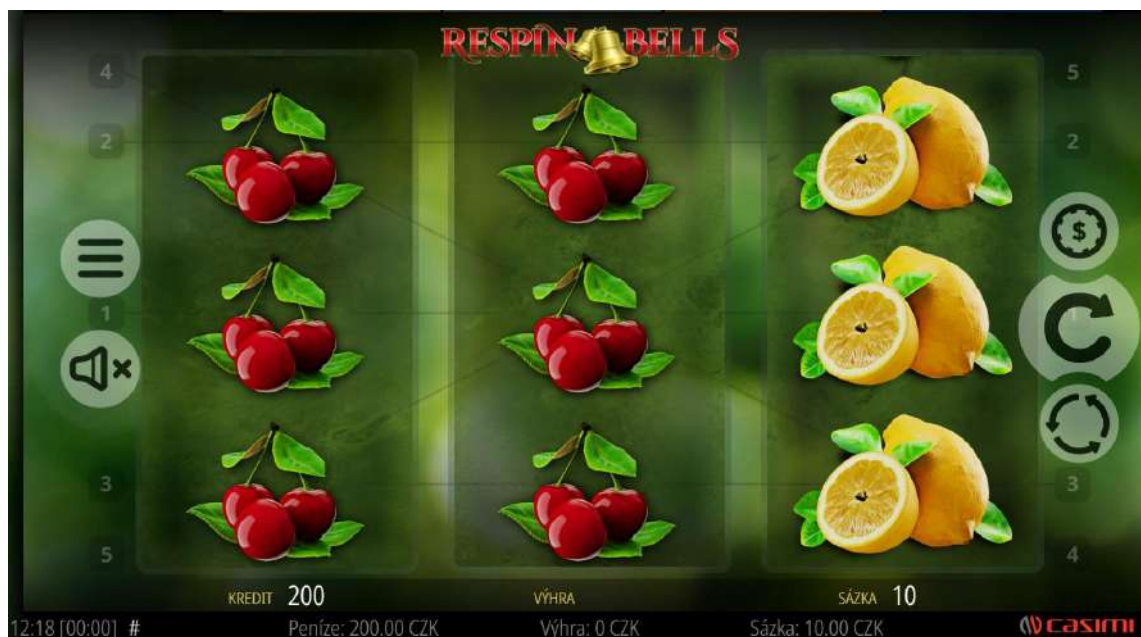 RESPIN BELLS
4 5
2 2
$
1 1
3 3
5 4
KREDIT 200 VÝHRA SÁZKA 10
12:18 [00:00] # Peníze: 200.00 CZK Výhra: 0 CZK Sázka: 10.00 CZK CASIMI